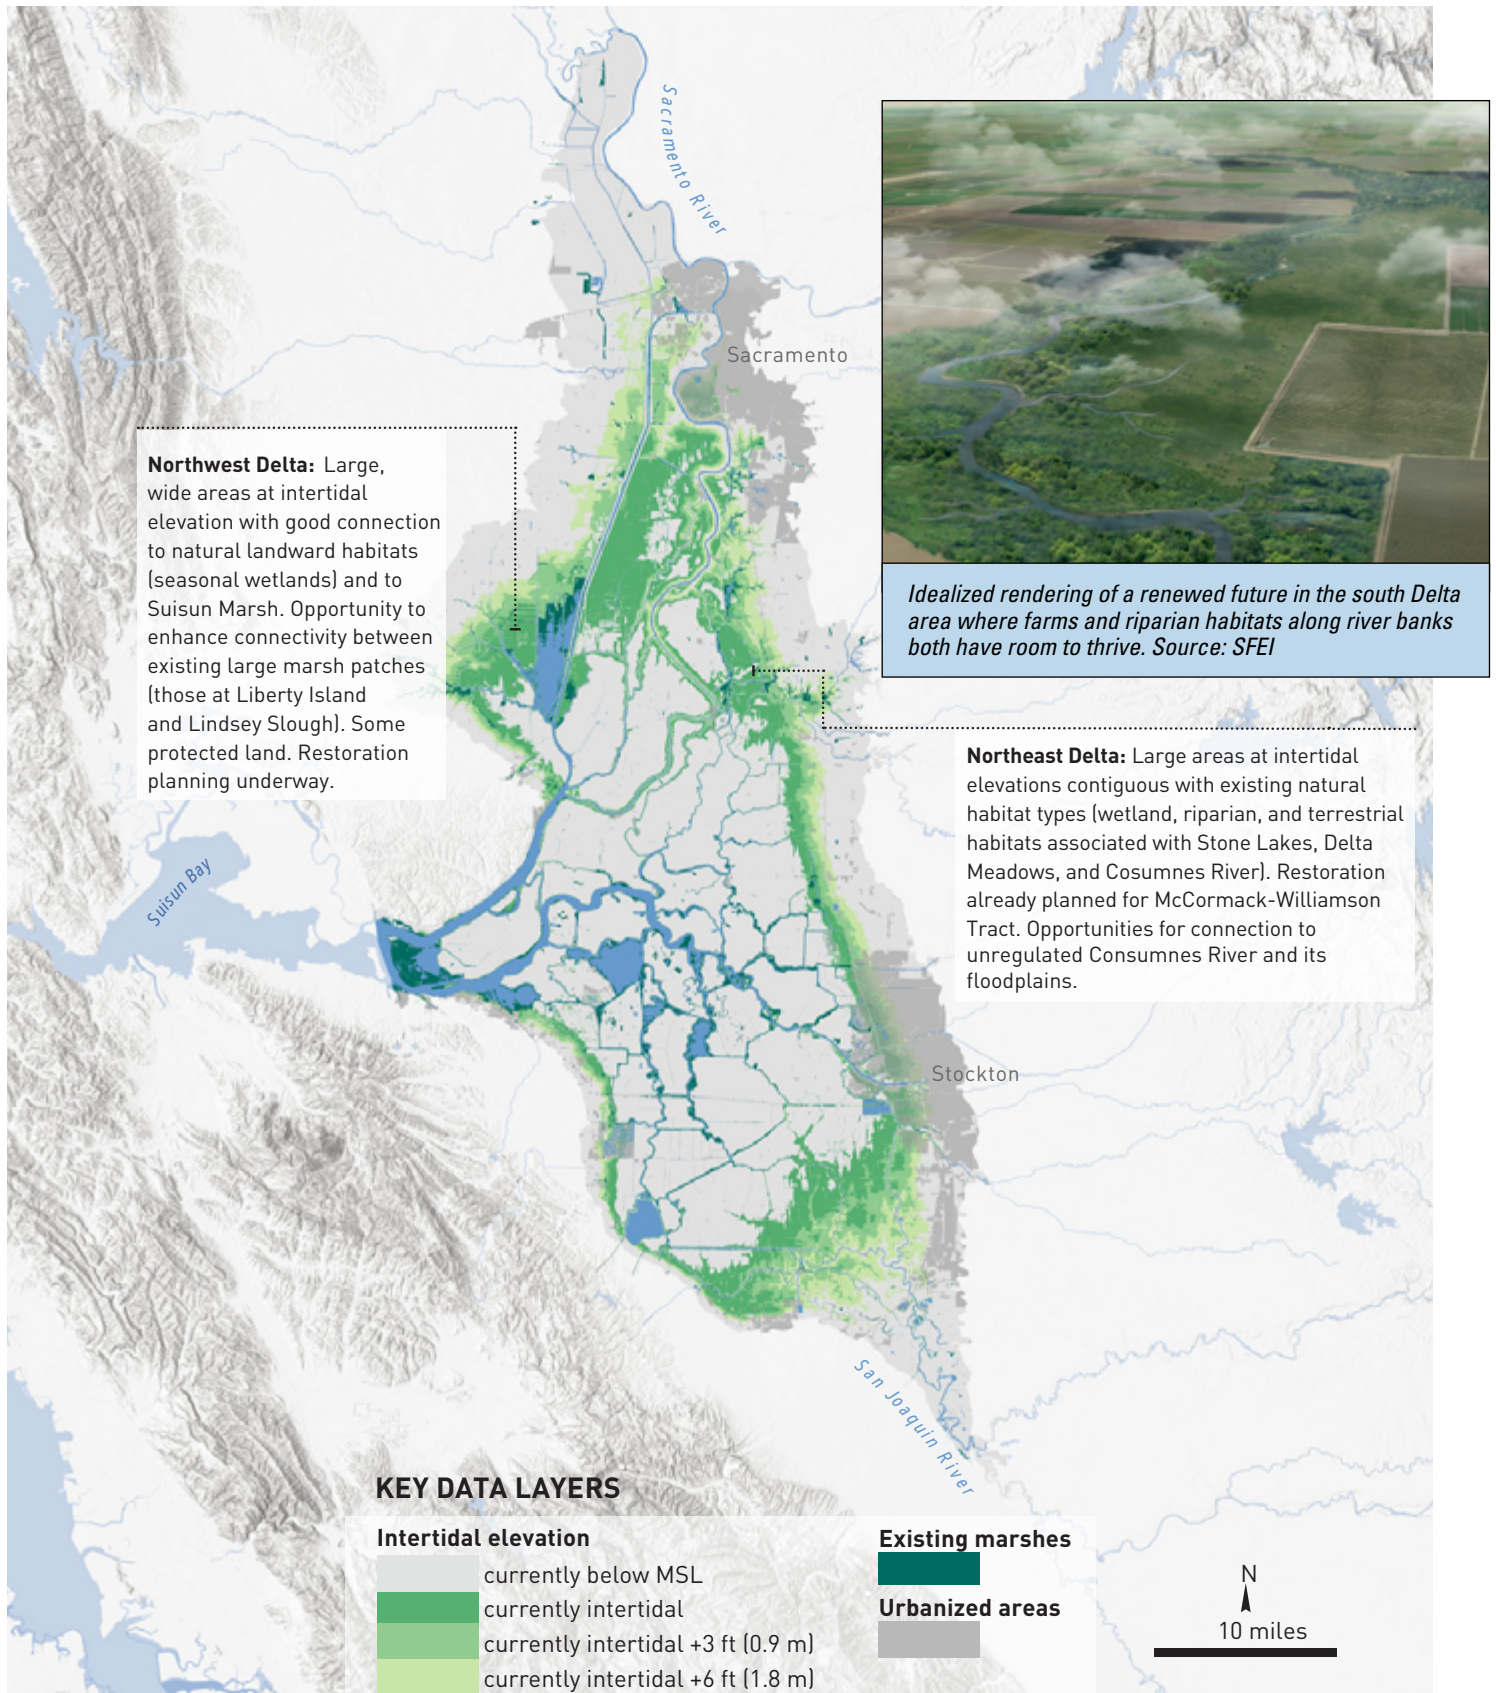 Sacramento River
Sacramento
Northwest Delta: Large,
wide areas at intertidal
elevation with good connection
to natural landward habitats
(seasonal wetlands) and to
Suisun Marsh. Opportunity to
enhance connectivity between
existing large marsh patches
(those at Liberty Island
and Lindsey Slough). Some
protected land. Restoration
planning underway.
Idealized rendering of a renewed future in the south Delta
area where farms and riparian habitats along river banks
both have room to thrive. Source: SFEI
Northeast Delta: Large areas at intertidal
elevations contiguous with existing natural
habitat types (wetland, riparian, and terrestrial
habitats associated with Stone Lakes, Delta
Meadows, and Cosumnes River). Restoration
already planned for McCormack-Williamson
Tract. Opportunities for connection to
unregulated Consumnes River and its
floodplains.
Suisun Bay
Stockton
San Joaquin River
KEY DATA LAYERS
Intertidal elevation
currently below MSL
currently intertidal
currently intertidal +3 ft (0.9 m)
currently intertidal +6 ft (1.8 m)
Existing marshes
Urbanized areas
N
10 miles